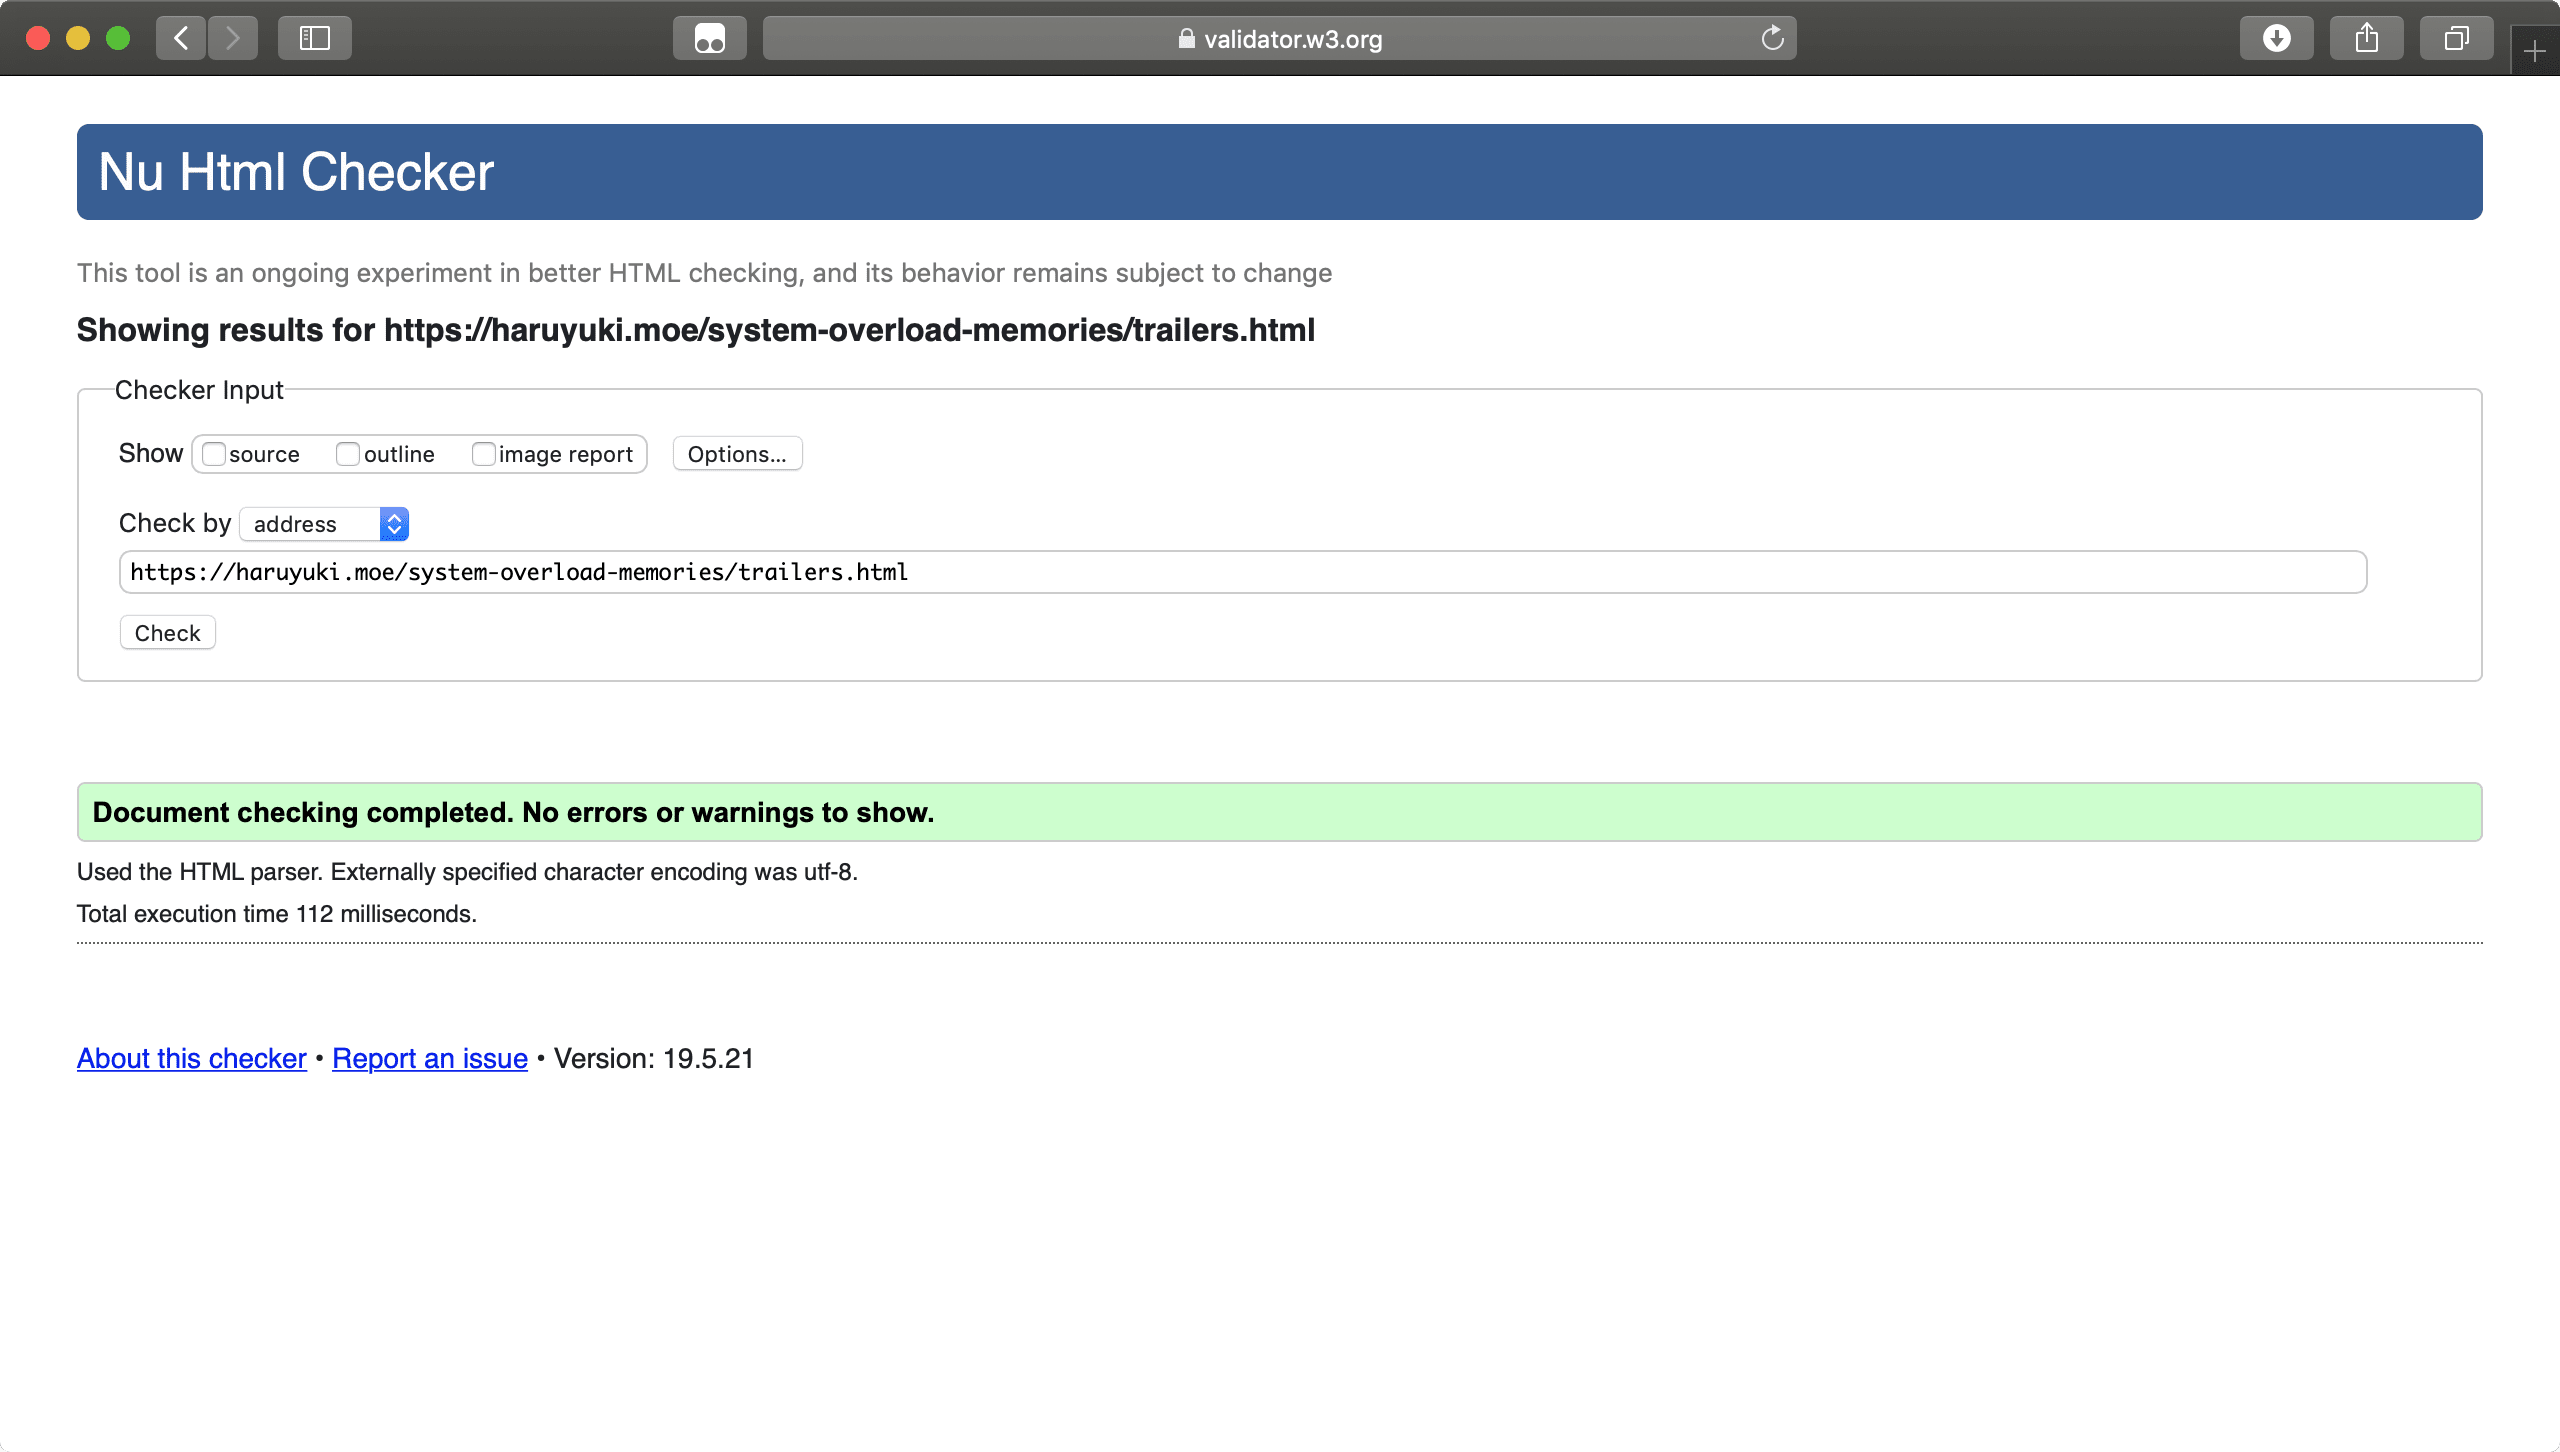 validator.w3.org
Nu Html Checker
This tool is an ongoing experiment in better HTML checking, and its behavior remains subject to change
Showing results for https://haruyuki.moe/system-overload-memories/trailers.html
Checker Input
Show source outline image report Options...
Check by address
https://haruyuki.moe/system-overload-memories/trailers.html
Check
Document checking completed. No errors or warnings to show.
Used the HTML parser. Externally specified character encoding was utf-8.
Total execution time 112 milliseconds.
About this checker • Report an issue • Version: 19.5.21